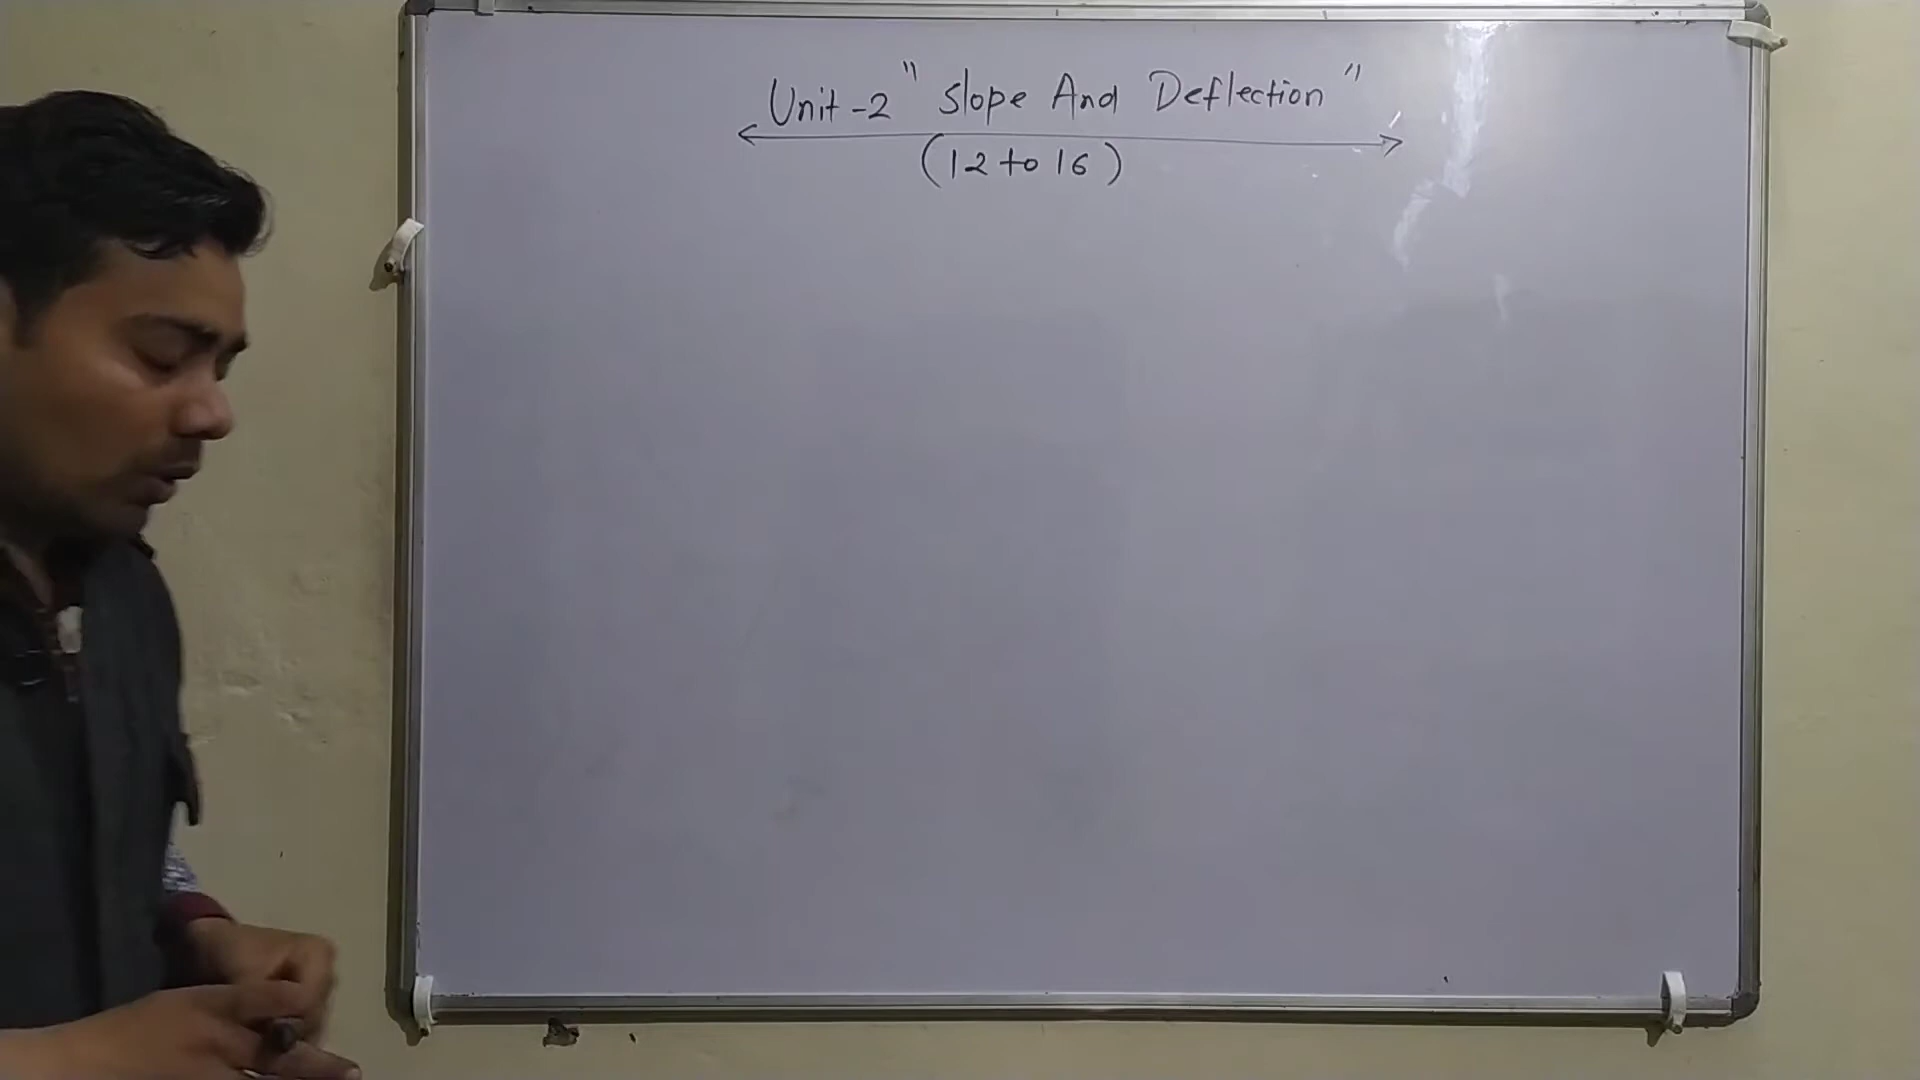 Unit-2 "Slope And Deflection"
(12 to 16)